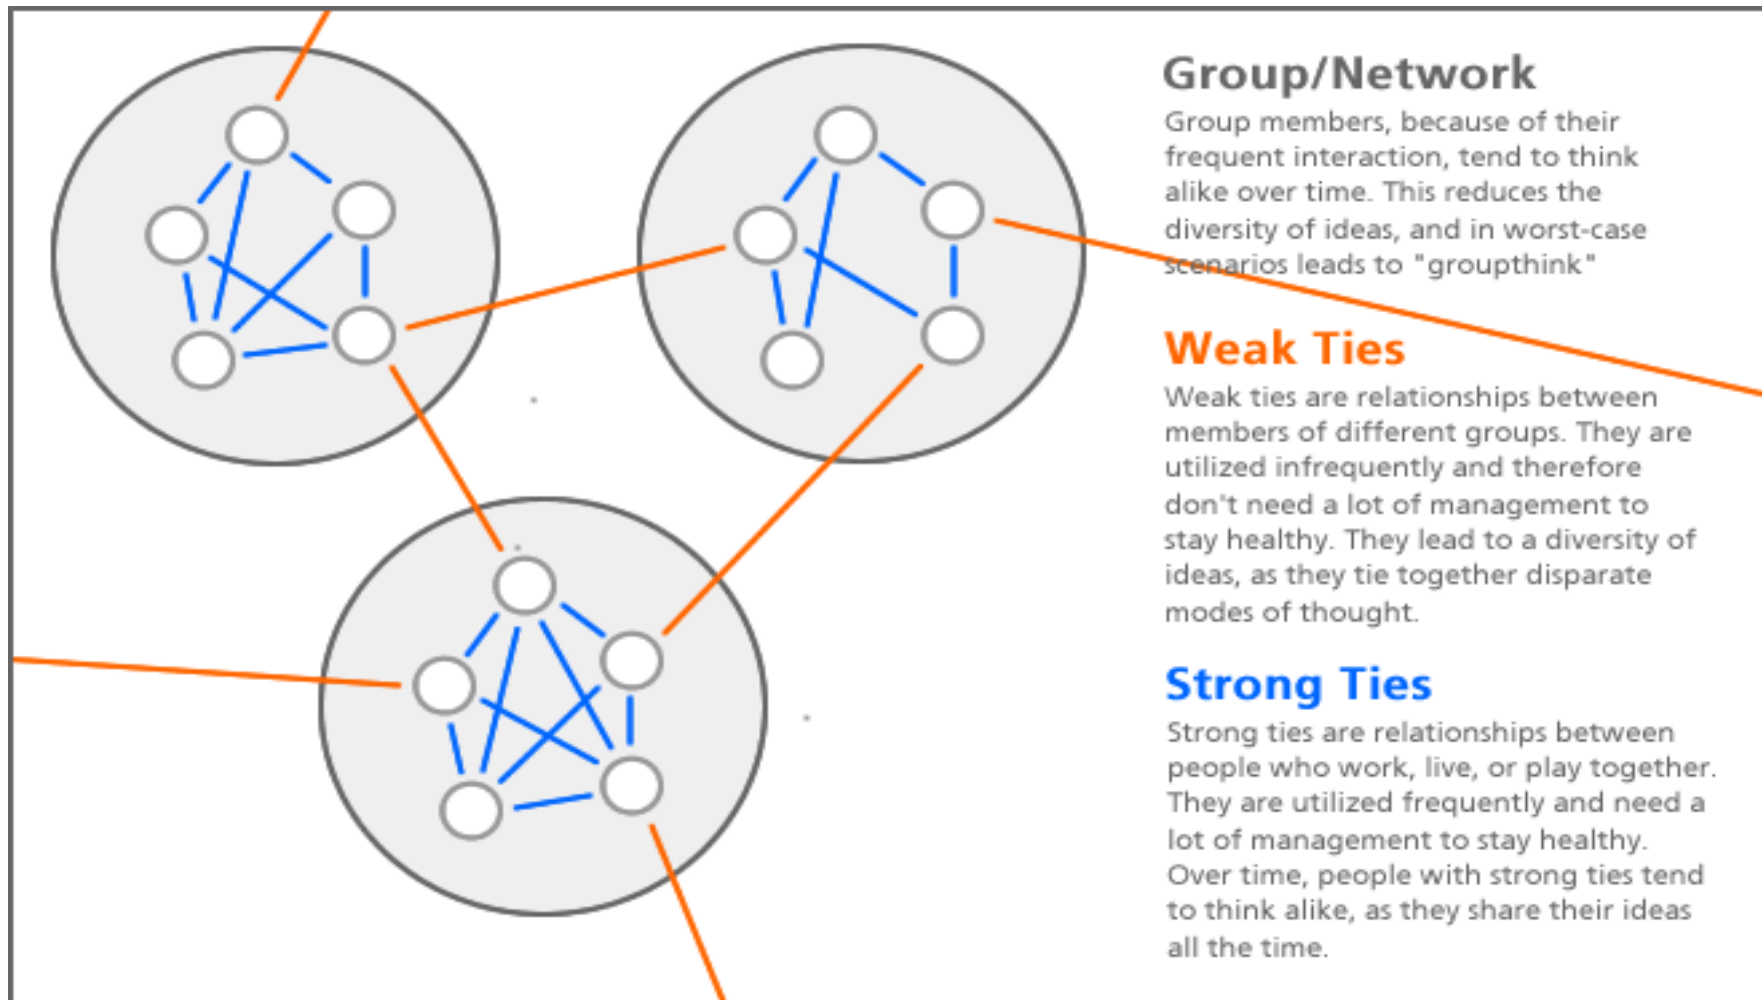 Group/Network
Group members, because of their
frequent interaction, tend to think
alike over time. This reduces the
diversity of ideas, and in worst-case
scenarios leads to "groupthink"
Weak Ties
Weak ties are relationships between
members of different groups. They are
utilized infrequently and therefore
don't need a lot of management to
stay healthy. They lead to a diversity of
ideas, as they tie together disparate
modes of thought.
Strong Ties
Strong ties are relationships between
people who work, live, or play together.
They are utilized frequently and need a
lot of management to stay healthy.
Over time, people with strong ties tend
to think alike, as they share their ideas
all the time.